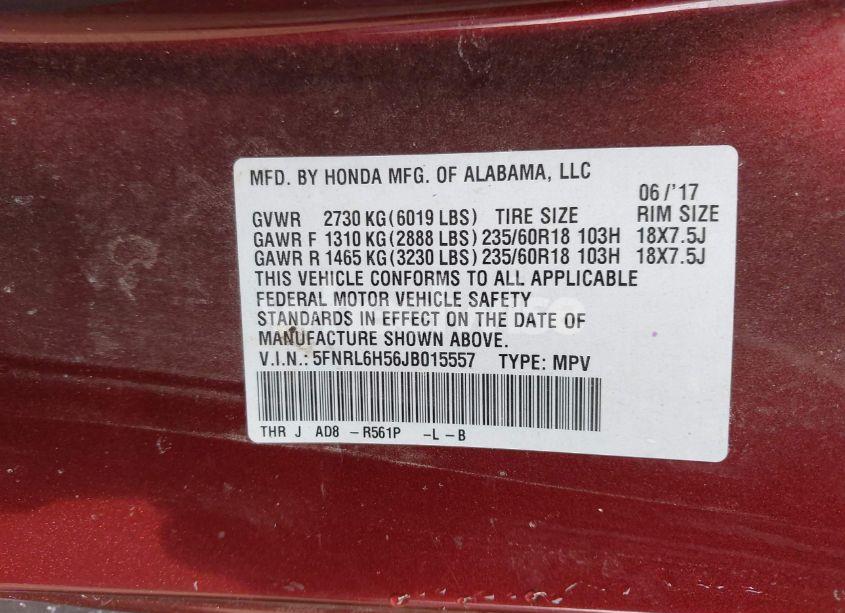 MFD. BY HONDA MFG. OF ALABAMA, LLC
06/'17
GVWR 2730 KG(6019 LBS) TIRE SIZE RIM SIZE
GAWR F 1310 KG(2888 LBS) 235/60R18 103H 18X7.5J
GAWR R 1465 KG(3230 LBS) 235/60R18 103H 18X7.5J
THIS VEHICLE CONFORMS TO ALL APPLICABLE
FEDERAL MOTOR VEHICLE SAFETY
STANDARDS IN EFFECT ON THE DATE OF
MANUFACTURE SHOWN ABOVE.
V.I.N.: 5FNRL6H56JB015557 TYPE: MPV
THR J AD8 -R561P -L -B